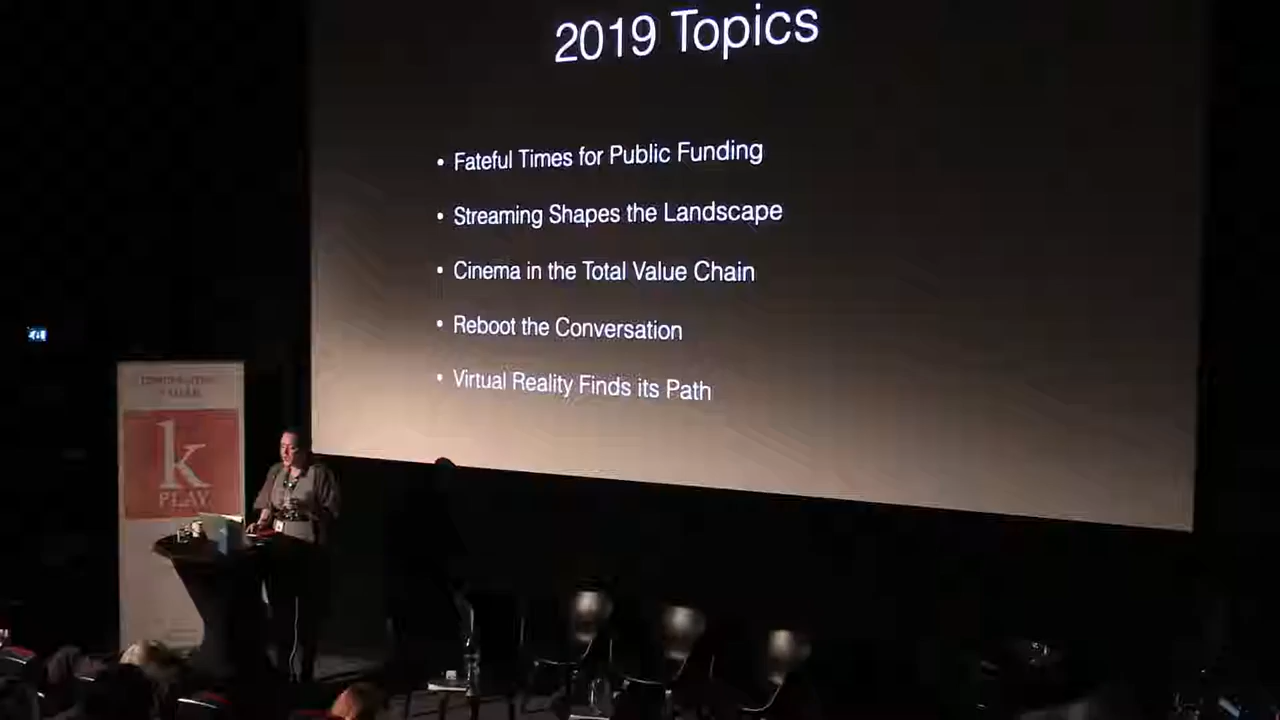 2019 Topics
• Fateful Times for Public Funding
• Streaming Shapes the Landscape
• Cinema in the Total Value Chain
• Reboot the Conversation
• Virtual Reality Finds its Path
k
PLAY